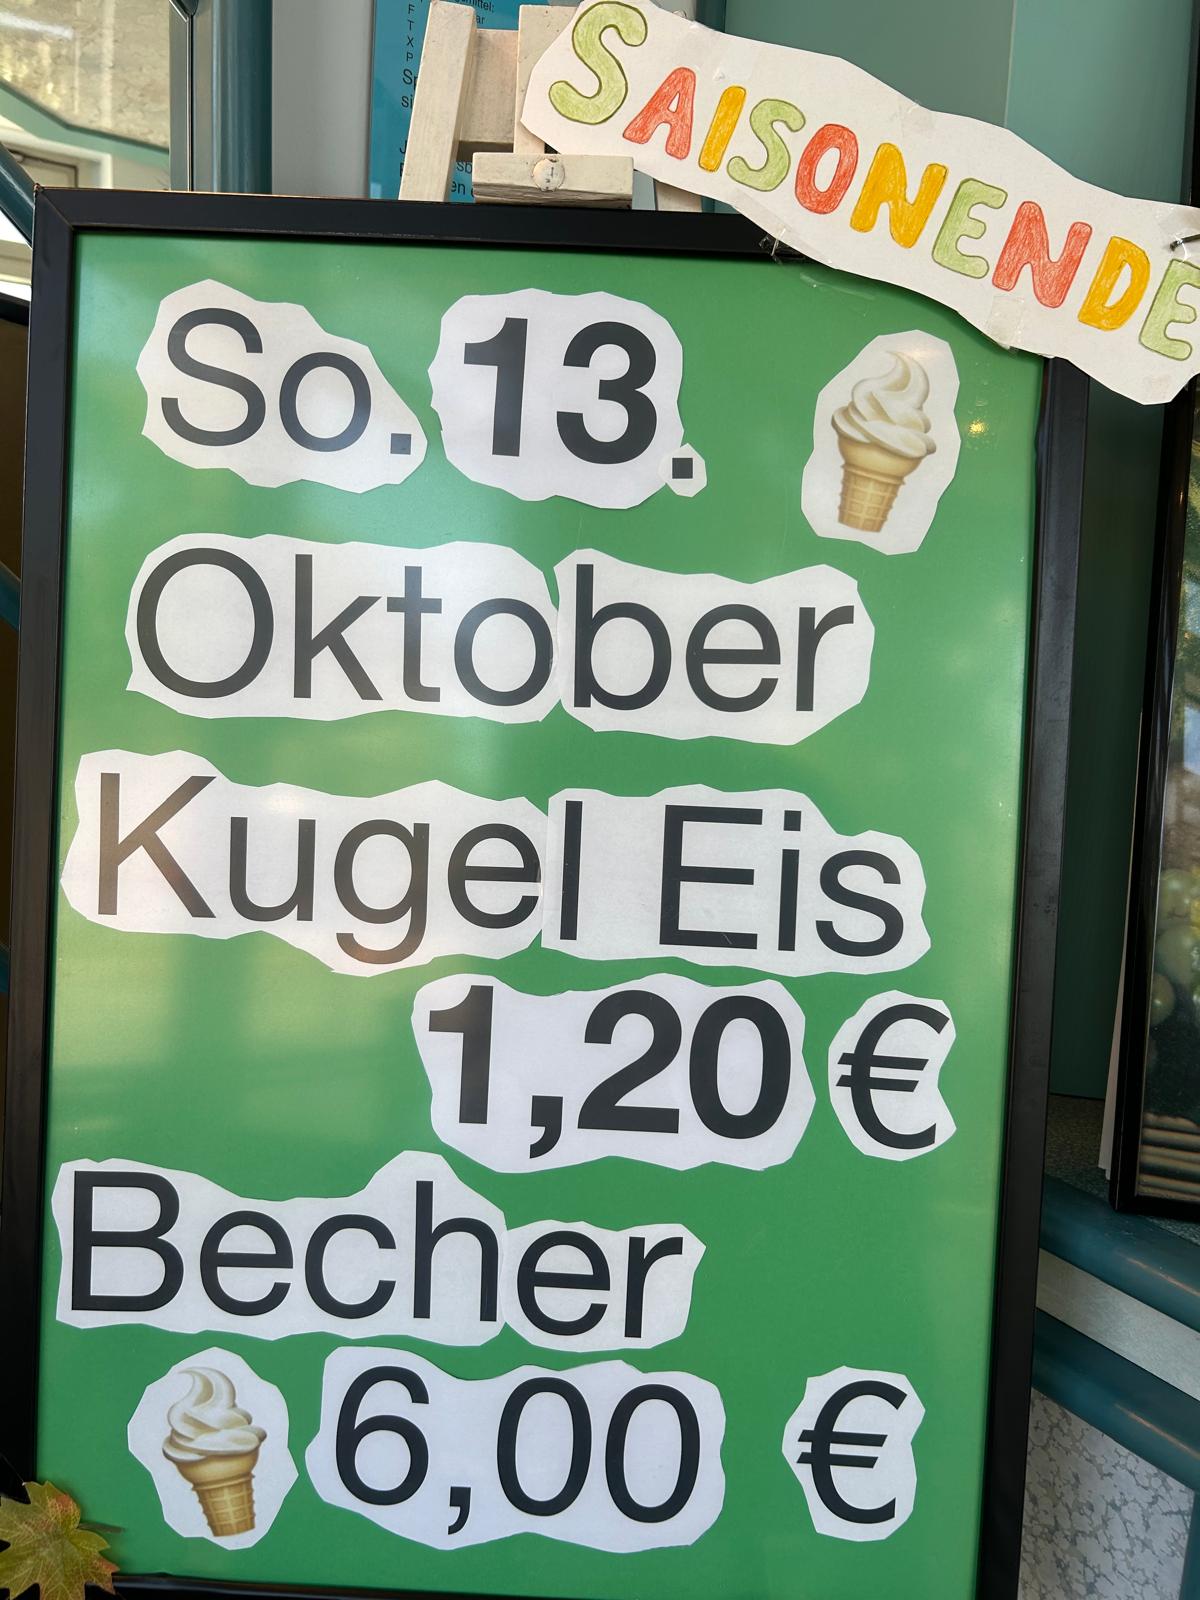 SAISONENDE
So. 13.
Oktober
Kugel Eis
1,20 €
Becher
6,00 €